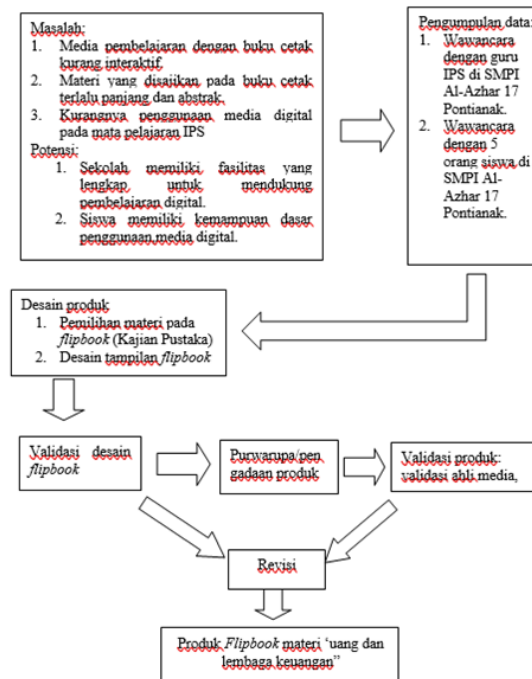 Masalah:
1. Media pembelajaran dengan buku cetak
kurang interaktif
2. Materi yang disajikan pada buku cetak
terlalu panjang dan abstrak,
3. Kurangnya penggunaan media digital
pada mata pelajaran IPS
Potensi:
1. Sekolah memiliki fasilitas yang
lengkap untuk mendukung
pembelajaran digital.
2. Siswa memiliki kemampuan dasar
penggunaan media digital.
Pengumpulan data:
1. Wawancara
dengan guru
IPS di SMPI
Al-Azhar 17
Pontianak.
2. Wawancara
dengan 5
orang siswa di
SMPI Al-
Azhar 17
Pontianak.
Desain produk
1. Pemilihan materi pada
flipbook (Kajian Pustaka)
2. Desain tampilan flipbook
Validasi desain
flipbook
Purwarupa/pen
gadaan produk
Validasi produk:
validasi ahli media,
Revisi
Produk Flipbook materi ‘uang dan
lembaga keuangan”